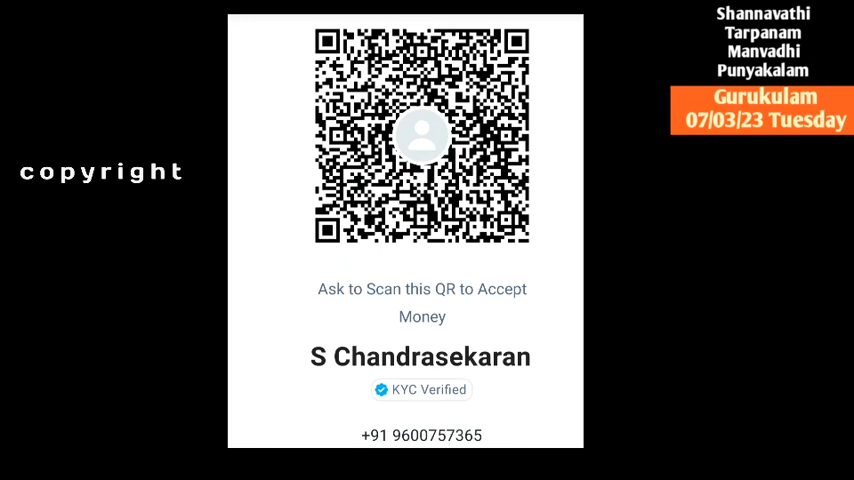 Shannavathi
Tarpanam
Manvadhi
Punyakalam
Gurukulam
07/03/23 Tuesday
copyright
Ask to Scan this QR to Accept
Money
S Chandrasekaran
KYC Verified
+91 9600757365